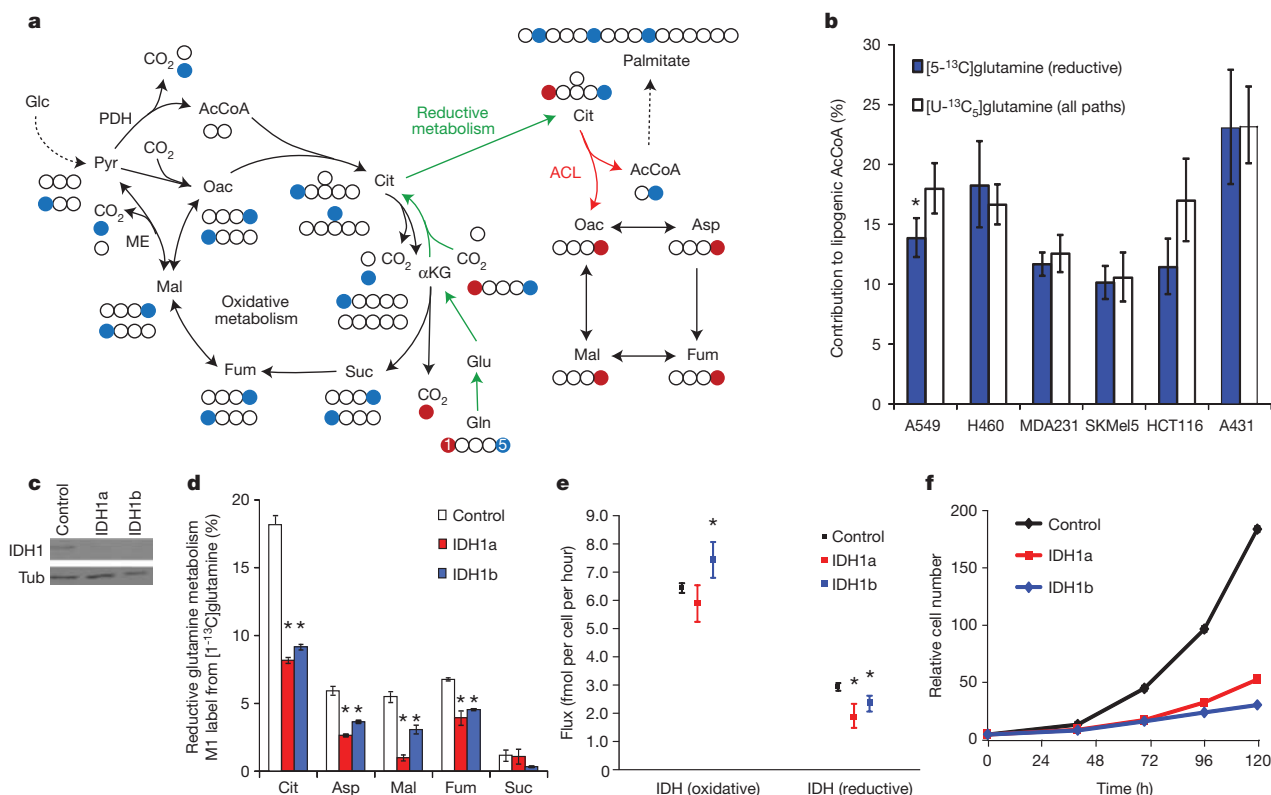 a
CO2
Glc
PDH
AcCoA
Pyr
CO2
Oac
CO2
ME
Mal
Oxidative
metabolism
Fum
Suc
Cit
CO2
αKG
CO2
CO2
Glu
Gln
1
5
Reductive
metabolism
Palmitate
Cit
ACL
AcCoA
Oac
Asp
Mal
Fum
b
Contribution to lipogenic AcCoA (%)
30
25
20
15
10
5
0
[5-13C]glutamine (reductive)
[U-13C5]glutamine (all paths)
*
A549 H460 MDA231 SKMel5 HCT116 A431
c
Control
IDH1a
IDH1b
IDH1
Tub
d
Reductive glutamine metabolism
M1 label from [1-13C]glutamine (%)
20
15
10
5
0
Control
IDH1a
IDH1b
* *
* *
* *
* *
Cit Asp Mal Fum Suc
e
Flux (fmol per cell per hour)
9.0
8.0
7.0
6.0
5.0
4.0
3.0
2.0
1.0
*
Control
IDH1a
IDH1b
* *
IDH (oxidative) IDH (reductive)
f
Relative cell number
200
150
100
50
0
Control
IDH1a
IDH1b
0 24 48 72 96 120
Time (h)